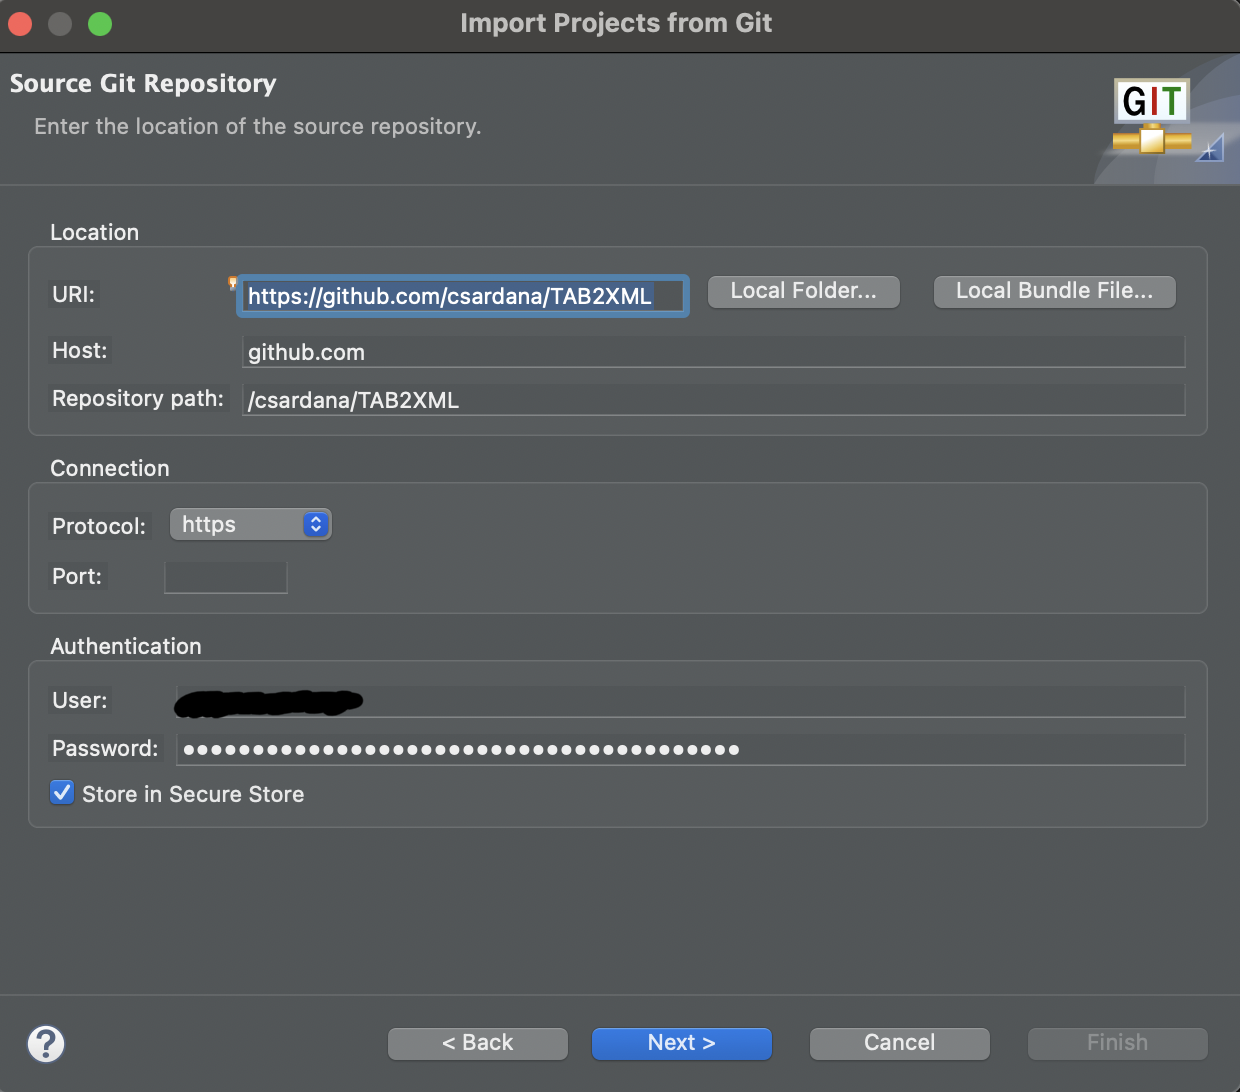 Import Projects from Git
Source Git Repository
Enter the location of the source repository.
GIT
Location
URI: https://github.com/csardana/TAB2XML Local Folder... Local Bundle File...
Host: github.com
Repository path: /csardana/TAB2XML
Connection
Protocol: https
Port:
Authentication
User:
Password: ●●●●●●●●●●●●●●●●●●●●●●●●●●●●●●●●●●●●●●●●
Store in Secure Store
? < Back Next > Cancel Finish